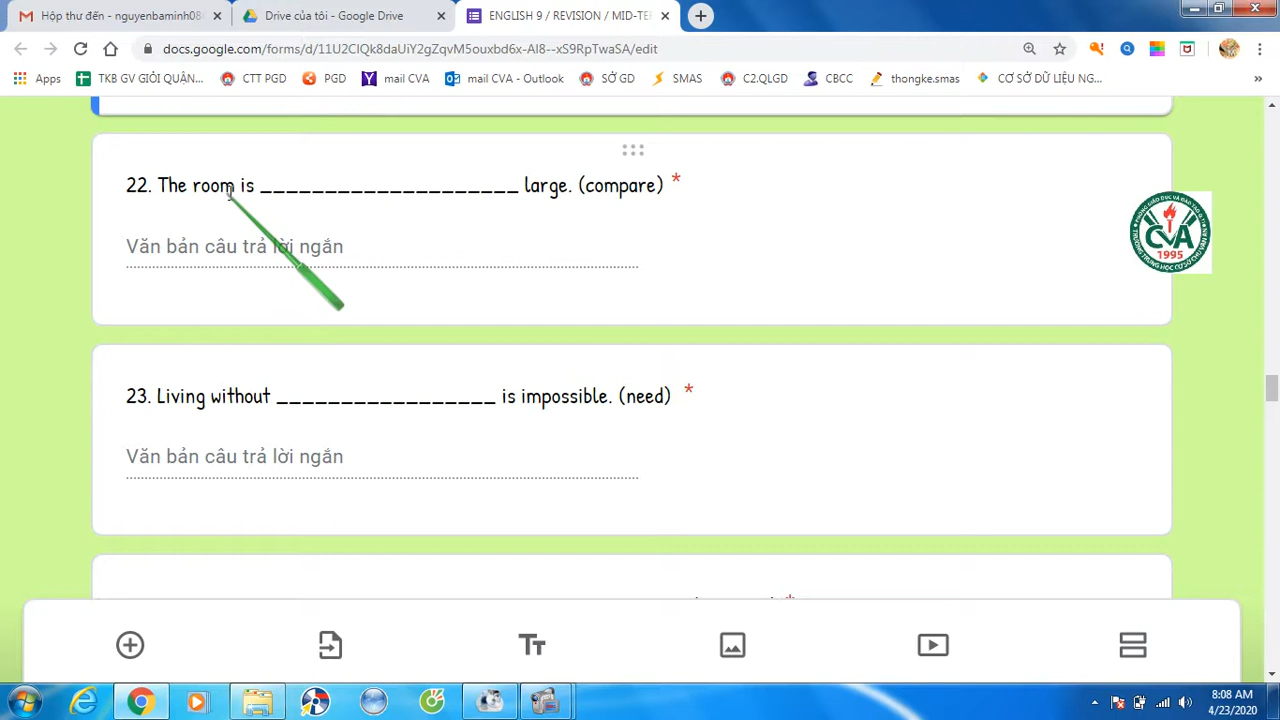 Hộp thư đến - nguyenbaminh08
Drive của tôi - Google Drive
ENGLISH 9 / REVISION / MID-TE
docs.google.com/forms/d/11U2ClQk8daUiY2gZqWM5otbDbd6x-AI8--xS9RpTwaSA/edit
Apps
TKB GV GIỎI QUẬN...
CTT PGD
PGD
mail CVA
mail CVA - Outlook
SỞ GD
SMAS
C2.QLGD
CBCC
thongke.smas
CƠ SỞ DỮ LIỆU NG...
22. The room is ____________________ large. (compare) *
Văn bản câu trả lời ngắn
CVA
1995
23. Living without _________________ is impossible. (need) *
Văn bản câu trả lời ngắn
Tт
8:08 AM
4/23/2020